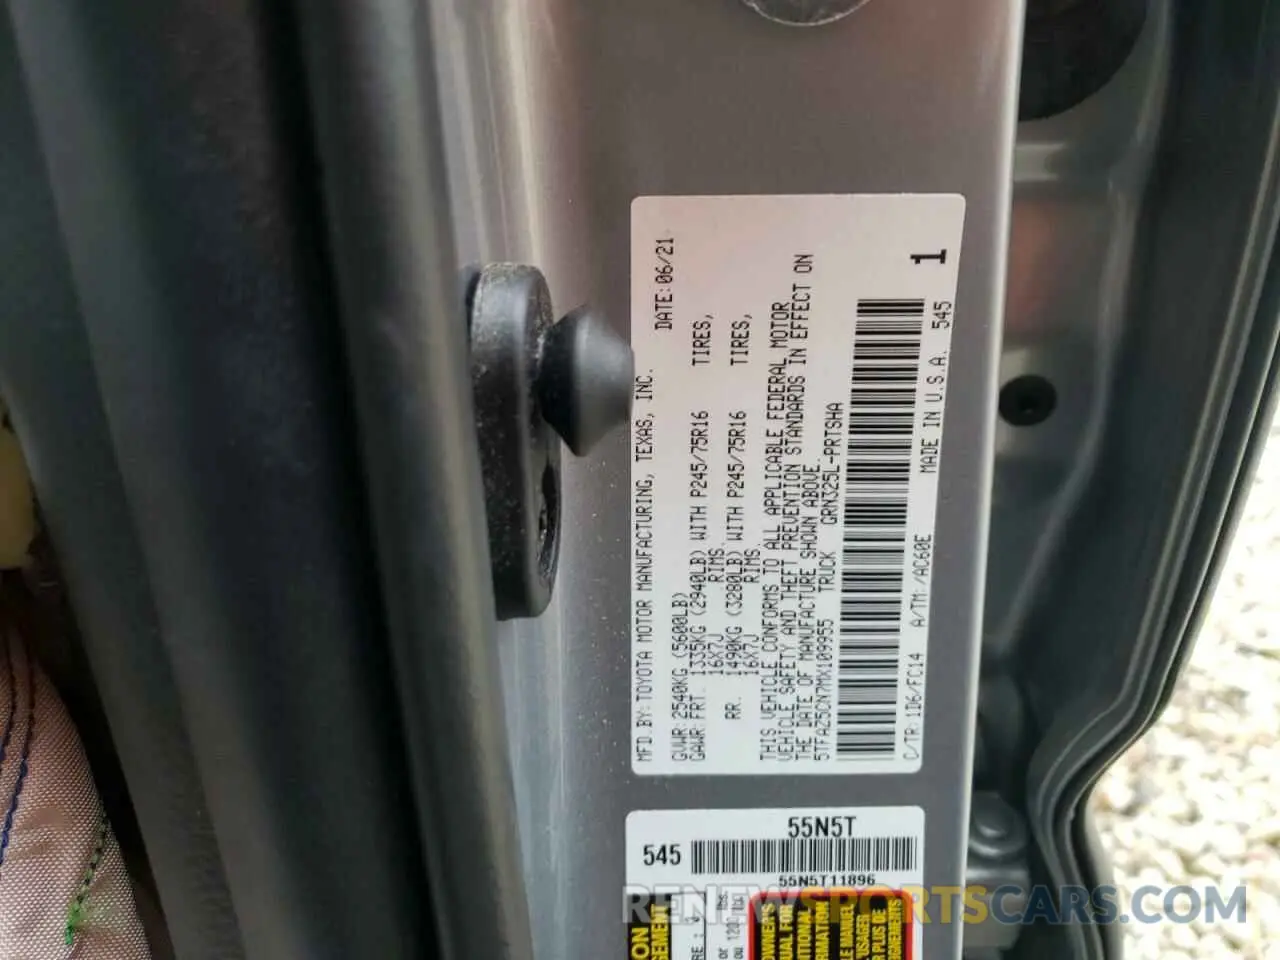 MFD.BY: TOYOTA MOTOR MANUFACTURING, TEXAS, INC.
DATE: 06/21
GVWR: 2540KG (5600LB)
GAWR: FRT. 1335KG (2940LB) WITH P245/75R16 TIRES,
16X7J RIMS.
RR. 1490KG (3280LB) WITH P245/75R16 TIRES,
16X7J RIMS.
THIS VEHICLE CONFORMS TO ALL APPLICABLE FEDERAL MOTOR
VEHICLE SAFETY AND THEFT PREVENTION STANDARDS IN EFFECT ON
THE DATE OF MANUFACTURE SHOWN ABOVE.
5TFAZ5CN7MX109955 TRUCK GRN325L-PRTSHA
1
C/TR: 1D6/FC14 A/TM: /AC60E MADE IN U.S.A. 545
55N5T
545
55N5T11896
RENEWSPORTSCARS.COM